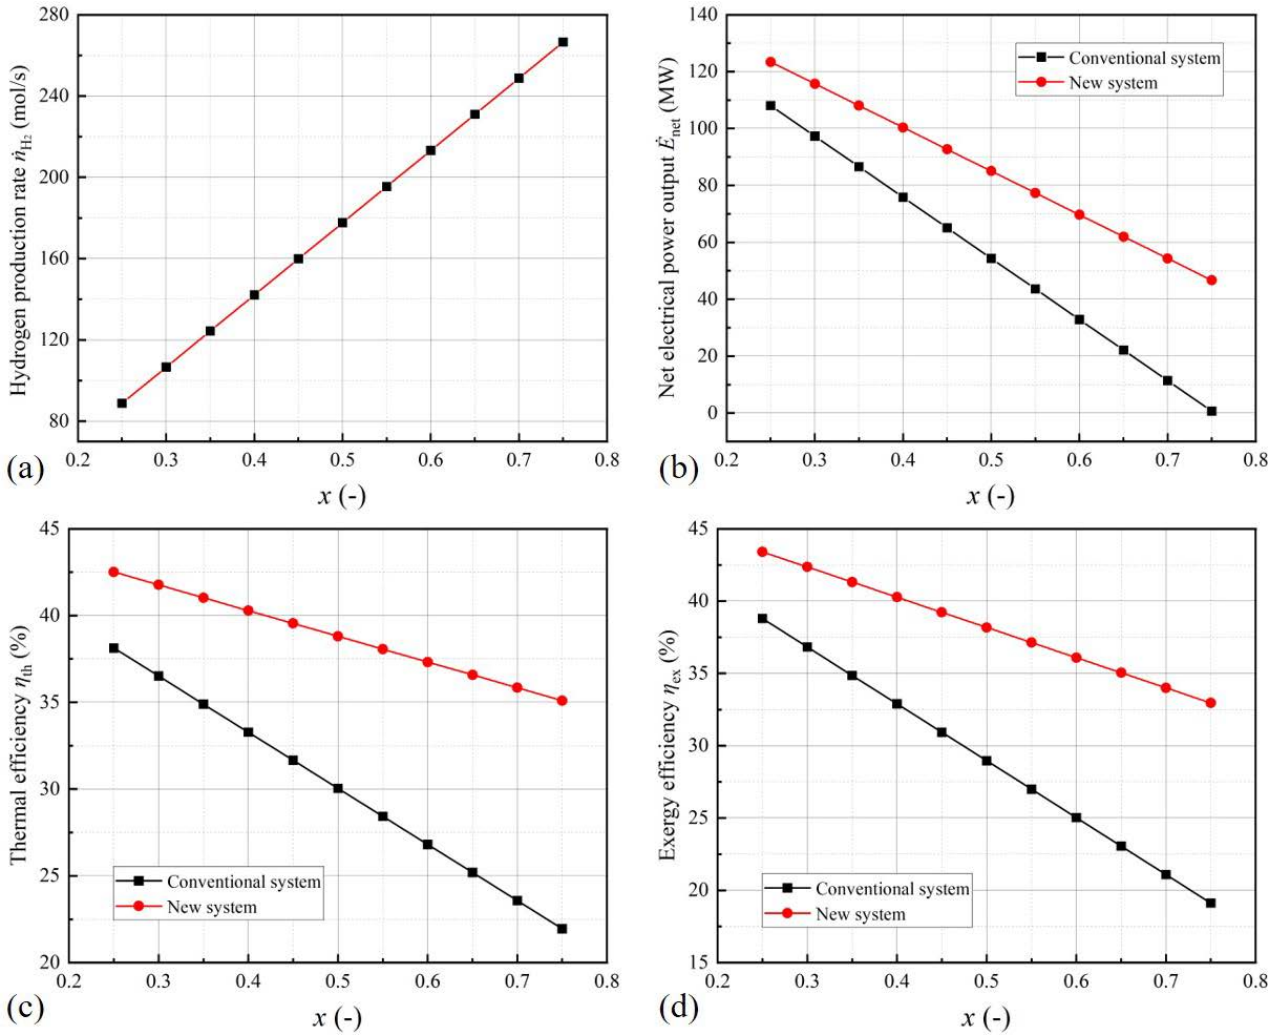 Hydrogen production rate ṅH₂ (mol/s)
280
240
200
160
120
80
0.2 0.3 0.4 0.5 0.6 0.7 0.8
x (-)
(a)
Net electrical power output Ėnet (MW)
140
120
100
80
60
40
20
0
0.2 0.3 0.4 0.5 0.6 0.7 0.8
x (-)
Conventional system
New system
(b)
Thermal efficiency ηth (%)
45
40
35
30
25
20
0.2 0.3 0.4 0.5 0.6 0.7 0.8
x (-)
Conventional system
New system
(c)
Exergy efficiency ηex (%)
45
40
35
30
25
20
15
0.2 0.3 0.4 0.5 0.6 0.7 0.8
x (-)
Conventional system
New system
(d)